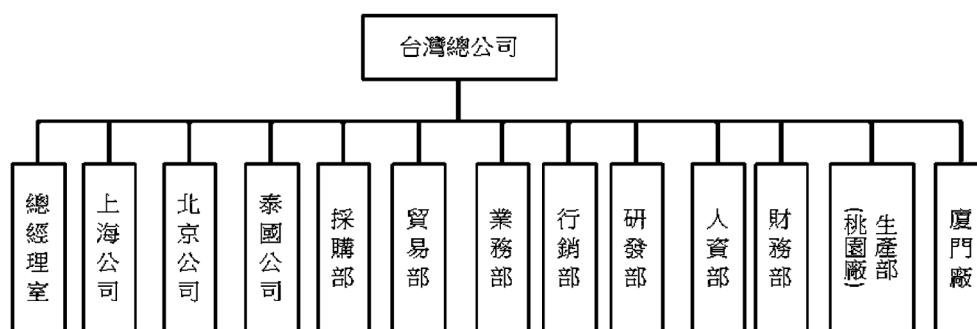 台灣總公司
總經理室
上海公司
北京公司
泰國公司
採購部
貿易部
業務部
行銷部
研發部
人資部
財務部
生產部
(桃園廠)
廈門廠